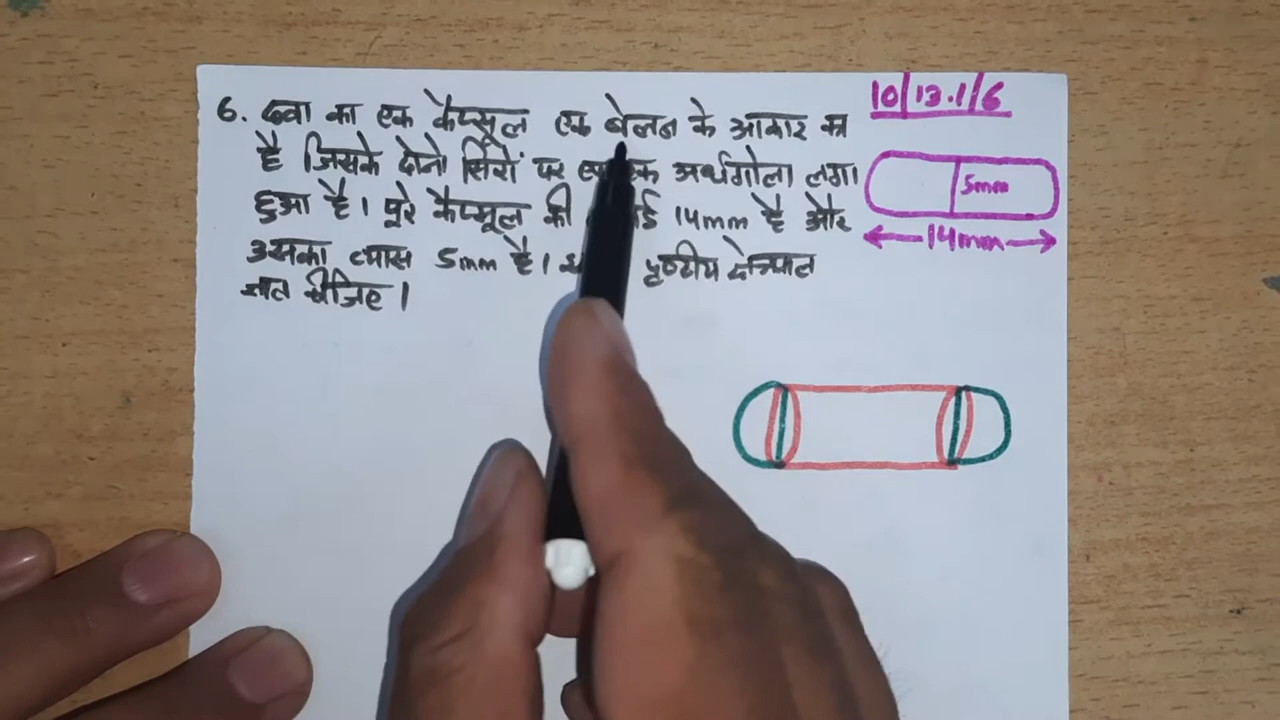 6. दवा का एक कैप्सूल एक बेलन के आकार का
है जिसके दोनो सिरों पर एक अर्धगोला लगा
हुआ है। पूरे कैप्सूल की 14mm है और
उसका व्यास 5mm है। पृष्ठीय क्षेत्रफल
ज्ञात कीजिए।
10/13.1/6
5mm
14mm